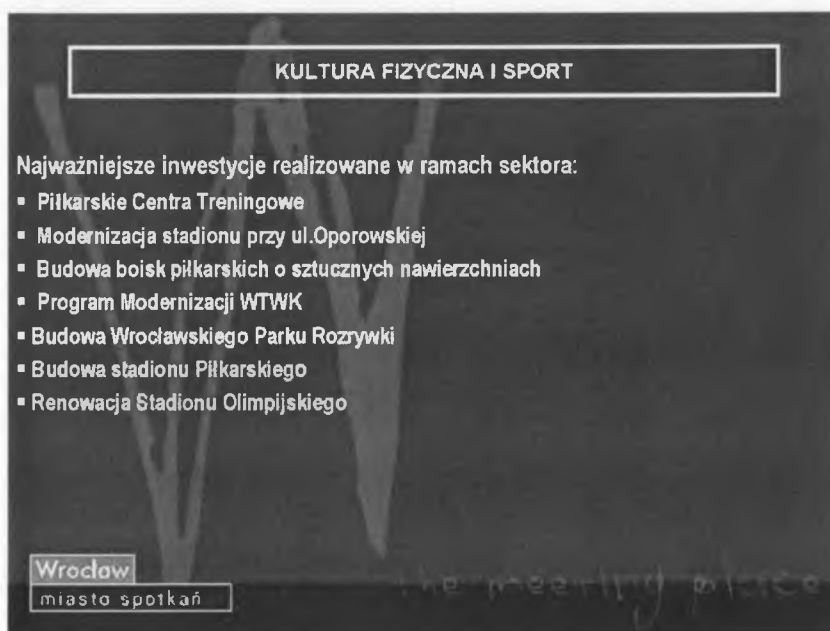 KULTURA FIZYCZNA I SPORT
Najważniejsze inwestycje realizowane w ramach sektora:
▪ Piłkarskie Centra Treningowe
▪ Modernizacja stadionu przy ul.Oporowskiej
▪ Budowa boisk piłkarskich o sztucznych nawierzchniach
▪ Program Modernizacji WTWK
▪ Budowa Wrocławskiego Parku Rozrywki
▪ Budowa stadionu Piłkarskiego
▪ Renowacja Stadionu Olimpijskiego
Wrocław
miasto spotkań
the meeting place